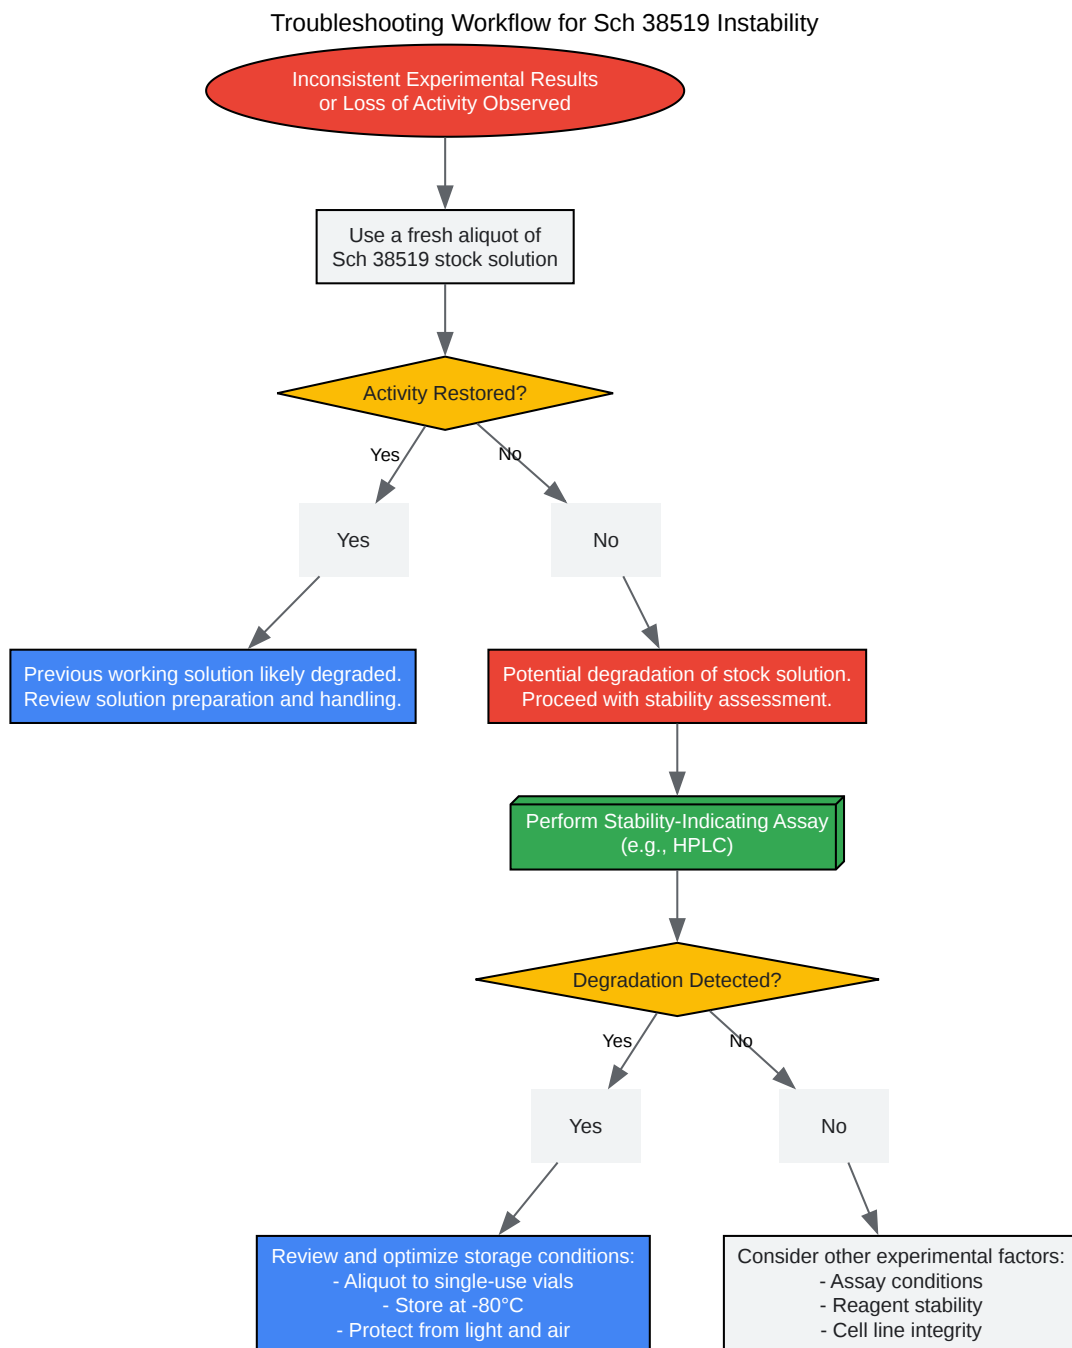 Troubleshooting Workflow for Sch 38519 Instability
Inconsistent Experimental Results
or Loss of Activity Observed
Use a fresh aliquot of
Sch 38519 stock solution
Activity Restored?
Yes
No
Yes
No
Previous working solution likely degraded.
Review solution preparation and handling.
Potential degradation of stock solution.
Proceed with stability assessment.
Perform Stability-Indicating Assay
(e.g., HPLC)
Degradation Detected?
Yes
No
Yes
No
Review and optimize storage conditions:
- Aliquot to single-use vials
- Store at -80°C
- Protect from light and air
Consider other experimental factors:
- Assay conditions
- Reagent stability
- Cell line integrity